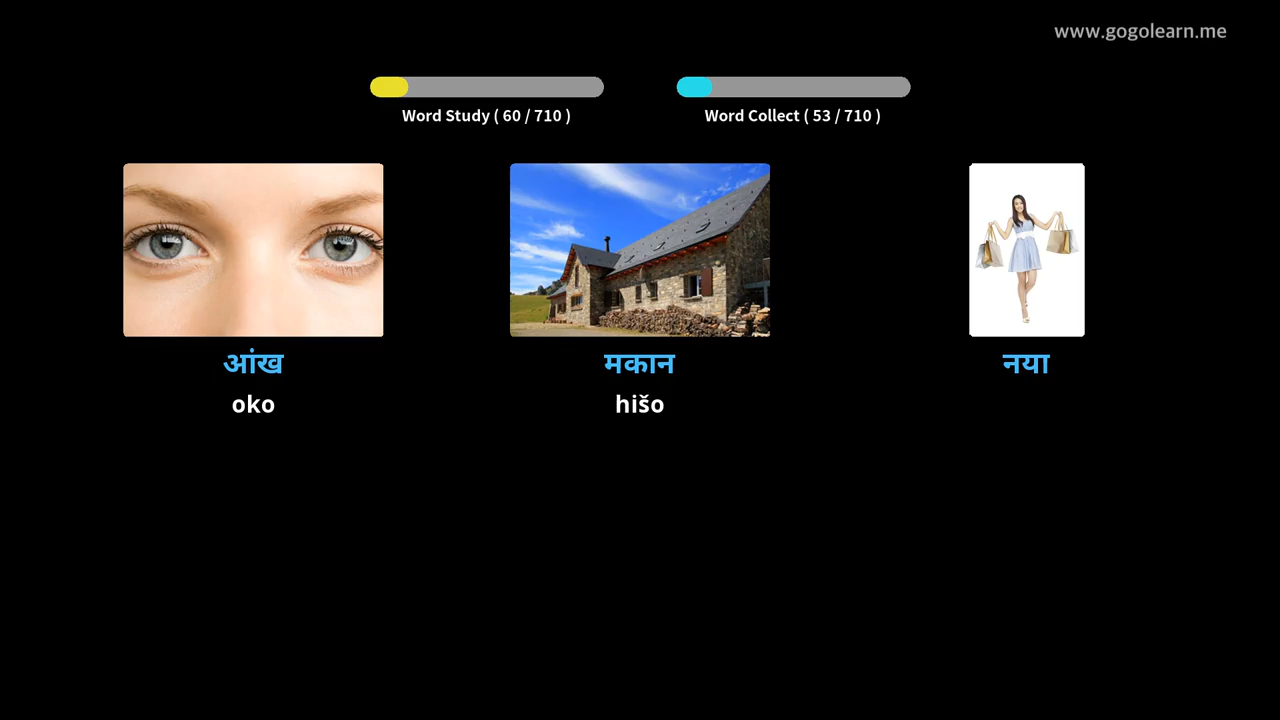 www.gogolearn.me
Word Study ( 60 / 710 )
Word Collect ( 53 / 710 )
आंख
मकान
नया
oko
hišo